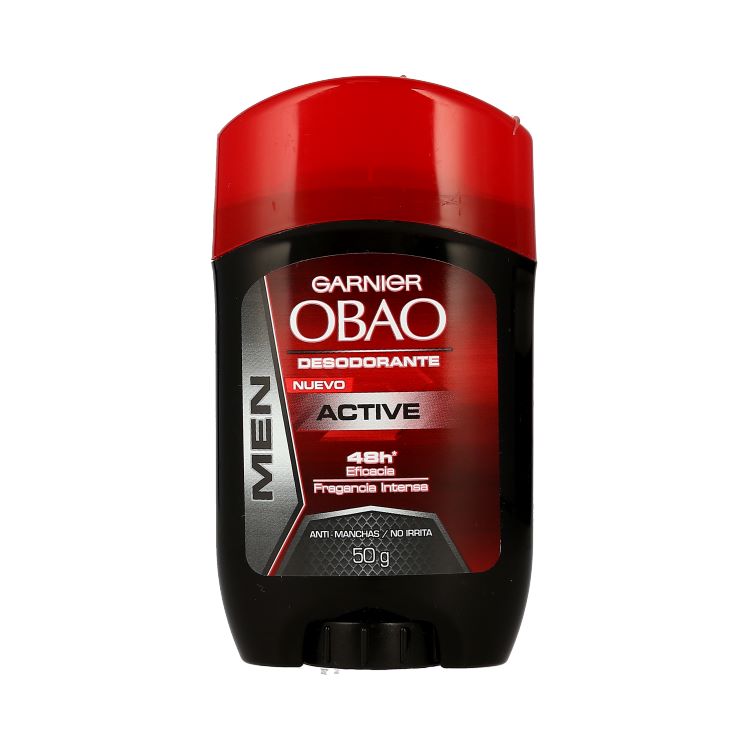 GARNIER
OBAO
DESODORANTE
NUEVO
ACTIVE
MEN
48h*
Eficacia
Fragancia Intensa
ANTI-MANCHAS / NO IRRITA
50 g